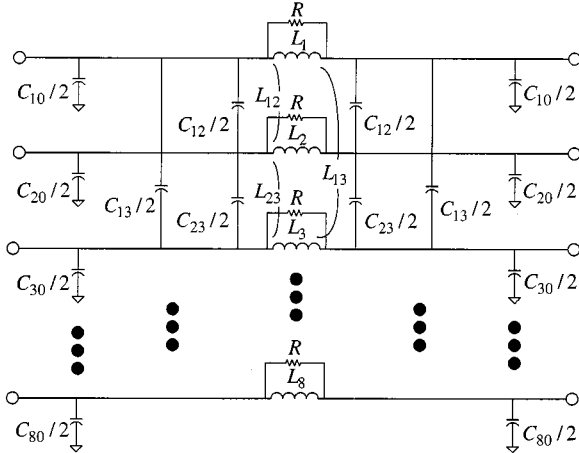 R
L₁
C₁₀/2
C₁₀/2
L₁₂
C₁₂/2
R
C₁₂/2
L₂
L₁₃
C₂₀/2
C₂₀/2
C₁₃/2
C₂₃/2
L₂₃
R
C₂₃/2
C₁₃/2
L₃
C₃₀/2
C₃₀/2
R
L₈
C₈₀/2
C₈₀/2